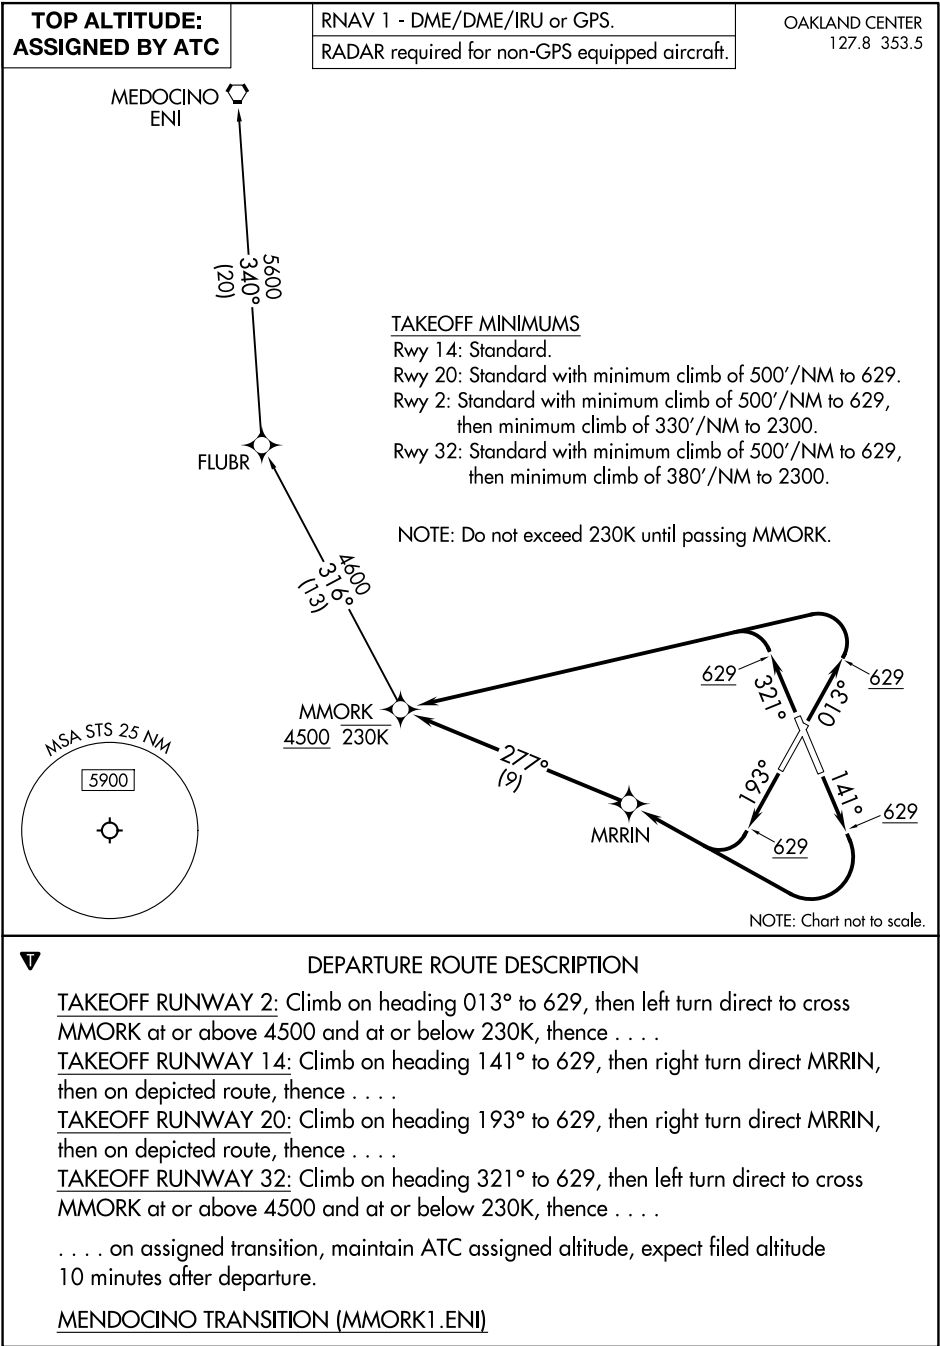 TOP ALTITUDE:
ASSIGNED BY ATC
RNAV 1 - DME/DME/IRU or GPS.
RADAR required for non-GPS equipped aircraft.
OAKLAND CENTER
127.8 353.5
MEDOCINO
ENI
5600
340°
(20)
TAKEOFF MINIMUMS
Rwy 14: Standard.
Rwy 20: Standard with minimum climb of 500'/NM to 629.
Rwy 2: Standard with minimum climb of 500'/NM to 629,
then minimum climb of 330'/NM to 2300.
Rwy 32: Standard with minimum climb of 500'/NM to 629,
then minimum climb of 380'/NM to 2300.
FLUBR
NOTE: Do not exceed 230K until passing MMORK.
4600
316°
(13)
629
321°
013°
629
MMORK
4500 230K
MSA STS 25 NM
5900
277°
(9)
MRRIN
193°
141°
629
629
NOTE: Chart not to scale.
T
DEPARTURE ROUTE DESCRIPTION
TAKEOFF RUNWAY 2: Climb on heading 013° to 629, then left turn direct to cross
MMORK at or above 4500 and at or below 230K, thence . . . .
TAKEOFF RUNWAY 14: Climb on heading 141° to 629, then right turn direct MRRIN,
then on depicted route, thence . . . .
TAKEOFF RUNWAY 20: Climb on heading 193° to 629, then right turn direct MRRIN,
then on depicted route, thence . . . .
TAKEOFF RUNWAY 32: Climb on heading 321° to 629, then left turn direct to cross
MMORK at or above 4500 and at or below 230K, thence . . . .
. . . . on assigned transition, maintain ATC assigned altitude, expect filed altitude
10 minutes after departure.
MENDOCINO TRANSITION (MMORK1.ENI)